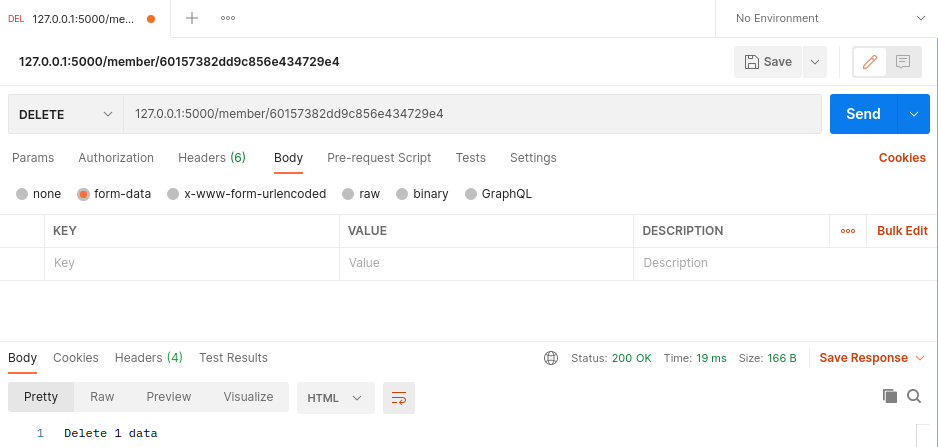 DEL 127.0.0.1:5000/me... + ooo No Environment
127.0.0.1:5000/member/60157382dd9c856e434729e4 Save
DELETE 127.0.0.1:5000/member/60157382dd9c856e434729e4 Send
Params Authorization Headers (6) Body Pre-request Script Tests Settings Cookies
none form-data x-www-form-urlencoded raw binary GraphQL
KEY VALUE DESCRIPTION ooo Bulk Edit
Key Value Description
Body Cookies Headers (4) Test Results Status: 200 OK Time: 19 ms Size: 166 B Save Response
Pretty Raw Preview Visualize HTML
1 Delete 1 data